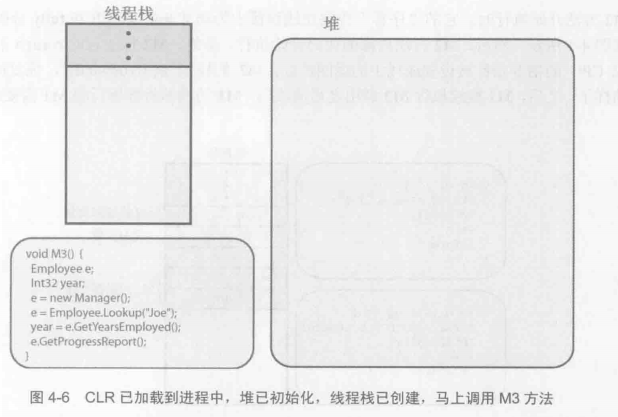 线程栈
堆
void M3() {
Employee e;
Int32 year;
e = new Manager();
e = Employee.Lookup("Joe");
year = e.GetYearsEmployed();
e.GetProgressReport();
}
图 4-6 CLR 已加载到进程中，堆已初始化，线程栈已创建，马上调用 M3 方法